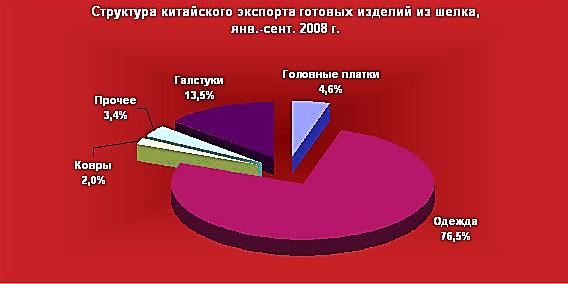 Структура китайского экспорта готовых изделий из шелка,
янв.-сент. 2008 г.
Галстуки
13,5%
Головные платки
4,6%
Прочее
3,4%
Ковры
2,0%
Одежда
76,5%